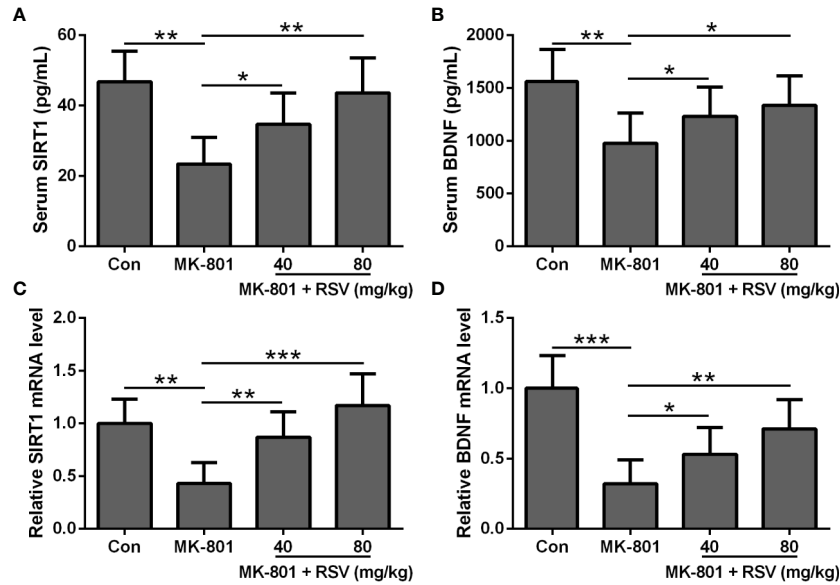 A
Serum SIRT1 (pg/mL)
60
40
20
0
**
**
*
Con
MK-801
40
80
MK-801 + RSV (mg/kg)
B
Serum BDNF (pg/mL)
2000
1500
1000
500
0
**
*
*
Con
MK-801
40
80
MK-801 + RSV (mg/kg)
C
Relative SIRT1 mRNA level
2.0
1.5
1.0
0.5
0.0
***
**
**
Con
MK-801
40
80
MK-801 + RSV (mg/kg)
D
Relative BDNF mRNA level
1.5
1.0
0.5
0.0
***
**
*
Con
MK-801
40
80
MK-801 + RSV (mg/kg)